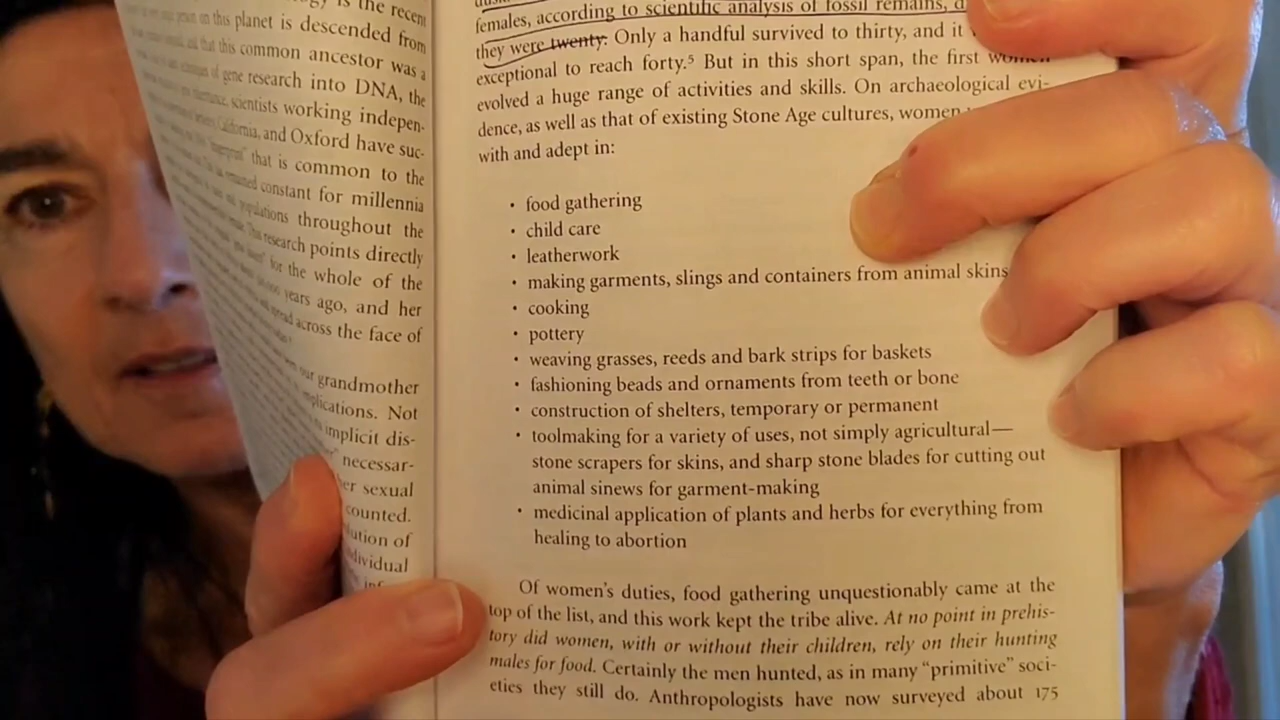 is the recent
on this planet is descended from
that this common ancestor was a
of gene research into DNA, the
scientists working indepen-
California, and Oxford have suc-
that is common to the
constant for millennia
populations throughout the
research points directly
for the whole of the
years ago, and her
spread across the face of
our grandmother
implications. Not
implicit dis-
necessar-
sexual
counted.
of
females, according to scientific analysis of fossil remains,
they were twenty. Only a handful survived to thirty, and it
exceptional to reach forty.⁵ But in this short span, the first women
evolved a huge range of activities and skills. On archaeological evi-
dence, as well as that of existing Stone Age cultures, women
with and adept in:
• food gathering
• child care
• leatherwork
• making garments, slings and containers from animal skins
• cooking
• pottery
• weaving grasses, reeds and bark strips for baskets
• fashioning beads and ornaments from teeth or bone
• construction of shelters, temporary or permanent
• toolmaking for a variety of uses, not simply agricultural—
stone scrapers for skins, and sharp stone blades for cutting out
animal sinews for garment-making
• medicinal application of plants and herbs for everything from
healing to abortion
Of women's duties, food gathering unquestionably came at the
top of the list, and this work kept the tribe alive. At no point in prehis-
tory did women, with or without their children, rely on their hunting
males for food. Certainly the men hunted, as in many "primitive" soci-
eties they still do. Anthropologists have now surveyed about 175